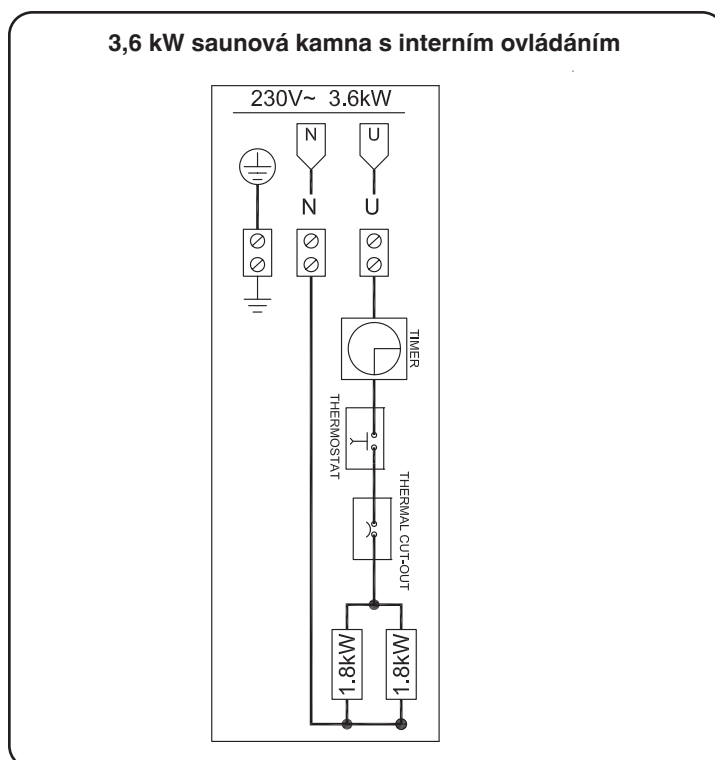 3,6 kW saunová kamna s interním ovládáním
230V~ 3.6kW
N U
N U
TIMER
THERMOSTAT
THERMAL CUT-OUT
1.8kW 1.8kW